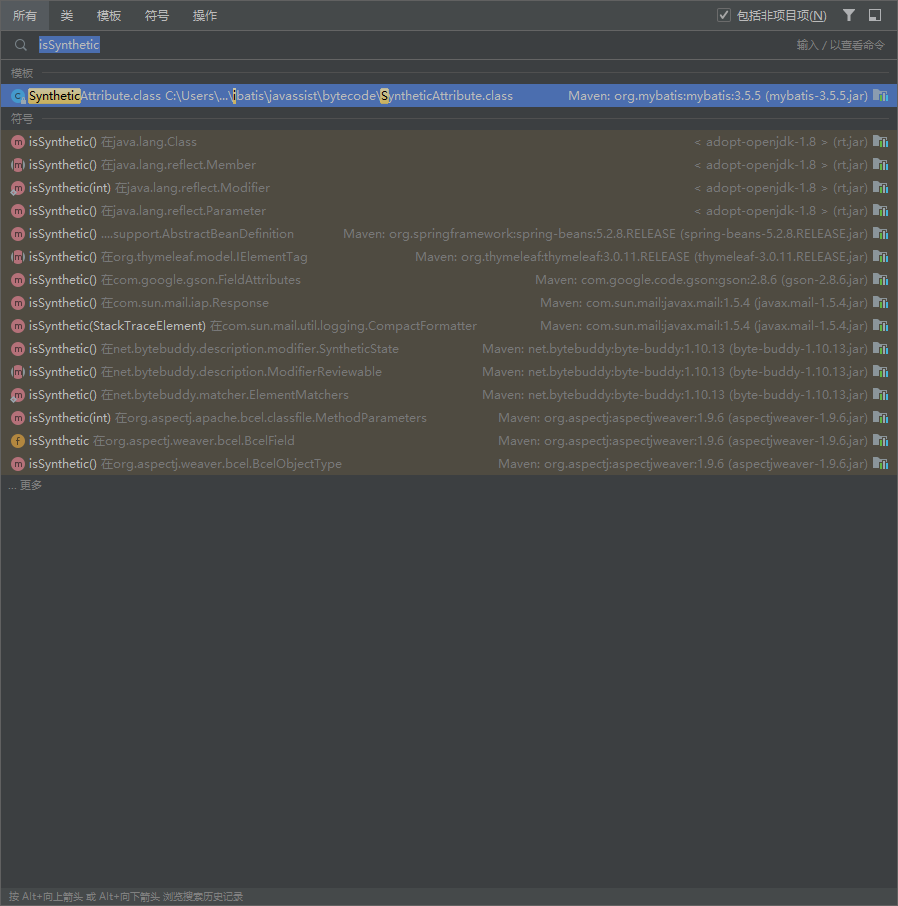 所有 类 模板 符号 操作 包括非项目项(N)
isSynthetic 输入 / 以查看命令
模板
SyntheticAttribute.class C:\Users\...\ibatis\javassist\bytecode\SyntheticAttribute.class Maven: org.mybatis:mybatis:3.5.5 (mybatis-3.5.5.jar)
符号
isSynthetic() 在java.lang.Class < adopt-openjdk-1.8 > (rt.jar)
isSynthetic() 在java.lang.reflect.Member < adopt-openjdk-1.8 > (rt.jar)
isSynthetic(int) 在java.lang.reflect.Modifier < adopt-openjdk-1.8 > (rt.jar)
isSynthetic() 在java.lang.reflect.Parameter < adopt-openjdk-1.8 > (rt.jar)
isSynthetic() ....support.AbstractBeanDefinition Maven: org.springframework:spring-beans:5.2.8.RELEASE (spring-beans-5.2.8.RELEASE.jar)
isSynthetic() 在org.thymeleaf.model.IElementTag Maven: org.thymeleaf:thymeleaf:3.0.11.RELEASE (thymeleaf-3.0.11.RELEASE.jar)
isSynthetic() 在com.google.gson.FieldAttributes Maven: com.google.code.gson:gson:2.8.6 (gson-2.8.6.jar)
isSynthetic() 在com.sun.mail.iap.Response Maven: com.sun.mail:javax.mail:1.5.4 (javax.mail-1.5.4.jar)
isSynthetic(StackTraceElement) 在com.sun.mail.util.logging.CompactFormatter Maven: com.sun.mail:javax.mail:1.5.4 (javax.mail-1.5.4.jar)
isSynthetic() 在net.bytebuddy.description.modifier.SyntheticState Maven: net.bytebuddy:byte-buddy:1.10.13 (byte-buddy-1.10.13.jar)
isSynthetic() 在net.bytebuddy.description.ModifierReviewable Maven: net.bytebuddy:byte-buddy:1.10.13 (byte-buddy-1.10.13.jar)
isSynthetic() 在net.bytebuddy.matcher.ElementMatchers Maven: net.bytebuddy:byte-buddy:1.10.13 (byte-buddy-1.10.13.jar)
isSynthetic(int) 在org.aspectj.apache.bcel.classfile.MethodParameters Maven: org.aspectj:aspectjweaver:1.9.6 (aspectjweaver-1.9.6.jar)
isSynthetic 在org.aspectj.weaver.bcel.BcelField Maven: org.aspectj:aspectjweaver:1.9.6 (aspectjweaver-1.9.6.jar)
isSynthetic() 在org.aspectj.weaver.bcel.BcelObjectType Maven: org.aspectj:aspectjweaver:1.9.6 (aspectjweaver-1.9.6.jar)
... 更多
按 Alt+向上箭头 或 Alt+向下箭头 浏览搜索历史记录